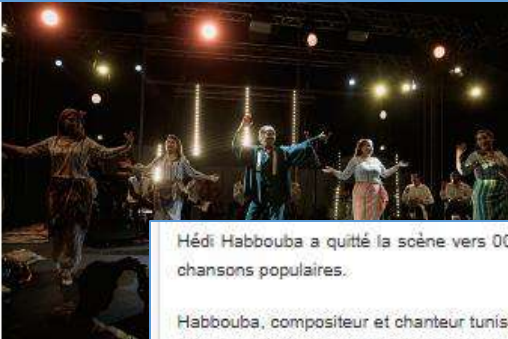 Hédi Habbouba a quitté la scène vers 00
chansons populaires.
Habbouba, compositeur et chanteur tunis